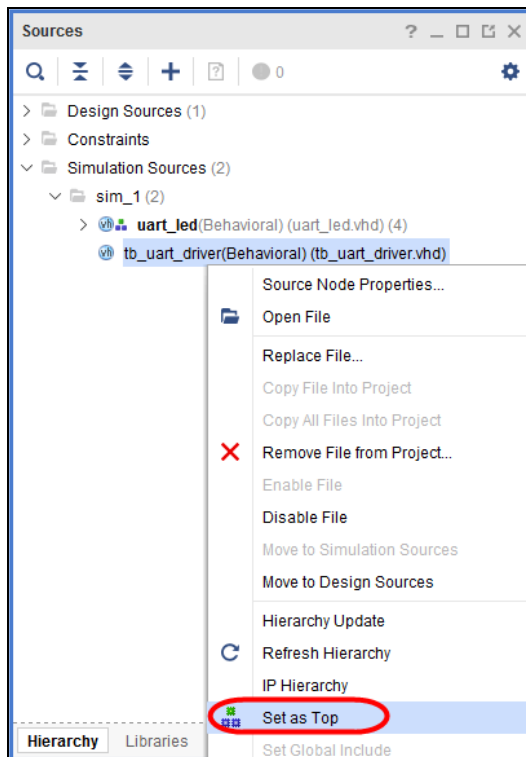 Sources
? _
0
Design Sources (1)
Constraints
Simulation Sources (2)
sim_1 (2)
uart_led(Behavioral) (uart_led.vhd) (4)
tb_uart_driver(Behavioral) (tb_uart_driver.vhd)
Source Node Properties...
Open File
Replace File...
Copy File Into Project
Copy All Files Into Project
Remove File from Project...
Enable File
Disable File
Move to Simulation Sources
Move to Design Sources
Hierarchy Update
Refresh Hierarchy
IP Hierarchy
Set as Top
Hierarchy Libraries
Set Global Include